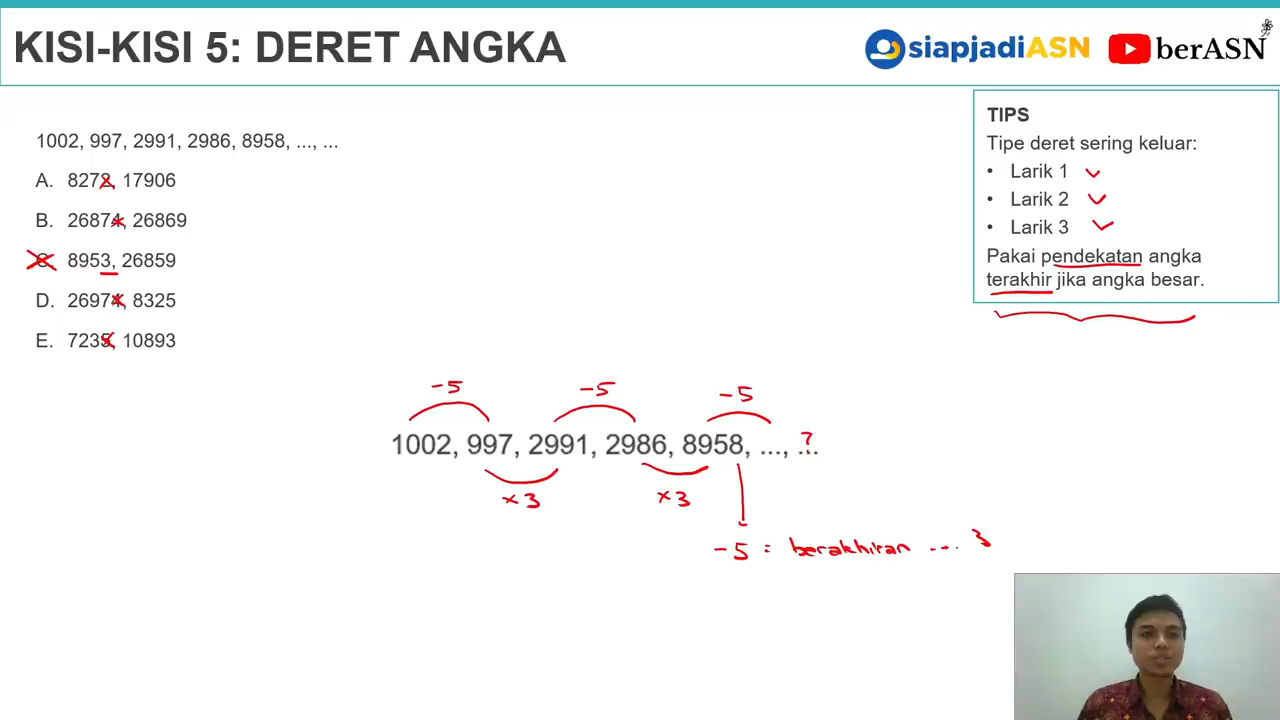 KISI-KISI 5: DERET ANGKA
siapjadiASN
berASN
1002, 997, 2991, 2986, 8958, ..., ...
A. 8272, 17906
B. 26874, 26869
C. 8953, 26859
D. 26974, 8325
E. 7235, 10893
TIPS
Tipe deret sering keluar:
• Larik 1
• Larik 2
• Larik 3
Pakai pendekatan angka
terakhir jika angka besar.
-5 -5 -5
1002, 997, 2991, 2986, 8958, ..., ...
?
×3 ×3
-5 = berakhiran ... 3